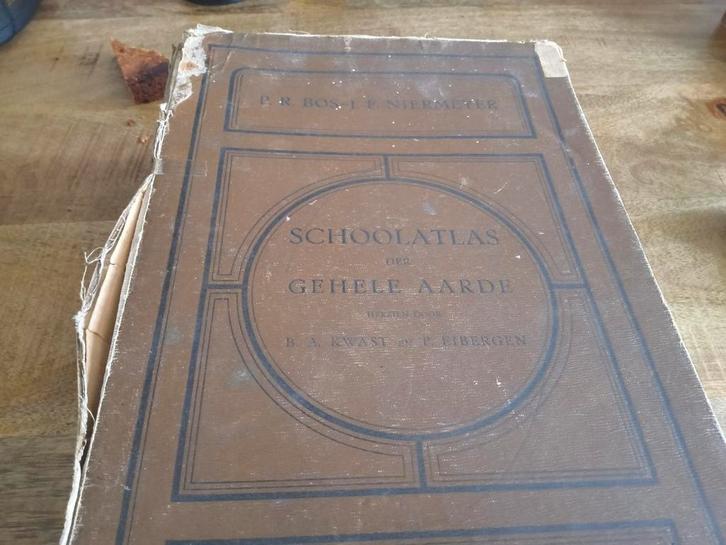 P. R. BOS–J. F. NIERMEYER
SCHOOLATLAS
DER
GEHELE AARDE
HERZIEN DOOR
B. A. KWAST EN P. EIBERGEN